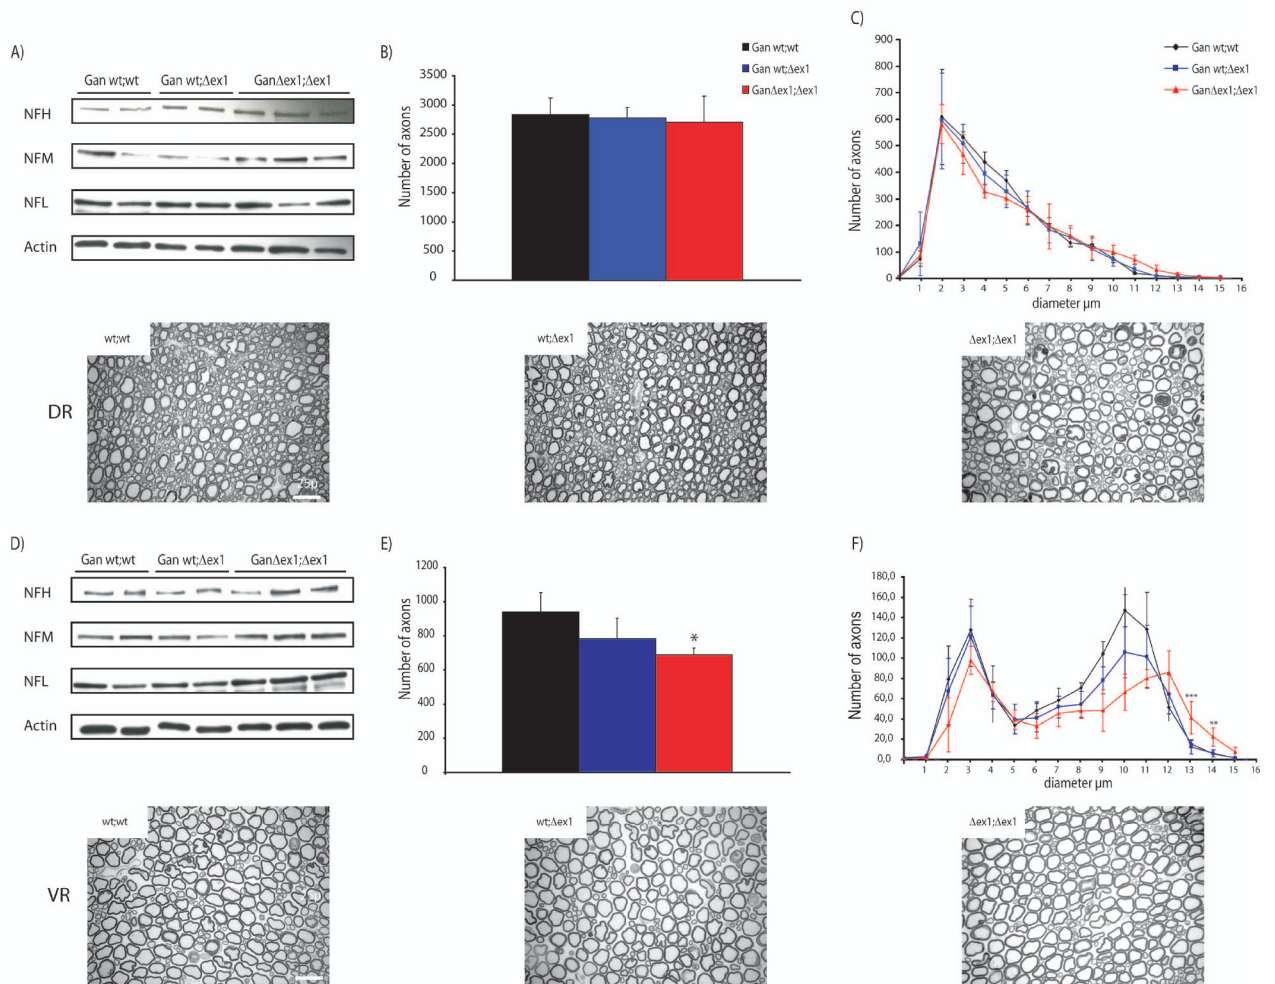 A)
Gan wt;wt Gan wt;Δex1 GanΔex1;Δex1
NFH
NFM
NFL
Actin
B)
Gan wt;wt
Gan wt;Δex1
GanΔex1;Δex1
Number of axons
3500
3000
2500
2000
1500
1000
500
0
C)
Gan wt;wt
Gan wt;Δex1
GanΔex1;Δex1
Number of axons
900
800
700
600
500
400
300
200
100
0
1 2 3 4 5 6 7 8 9 10 11 12 13 14 15 16
diameter µm
DR
wt;wt
25µ
wt;Δex1
Δex1;Δex1
D)
Gan wt;wt Gan wt;Δex1 GanΔex1;Δex1
NFH
NFM
NFL
Actin
E)
Number of axons
1200
1000
800
600
400
200
0
*
F)
Number of axons
180,0
160,0
140,0
120,0
100,0
80,0
60,0
40,0
20,0
0,0
***
**
1 2 3 4 5 6 7 8 9 10 11 12 13 14 15 16
diameter µm
VR
wt;wt
wt;Δex1
Δex1;Δex1